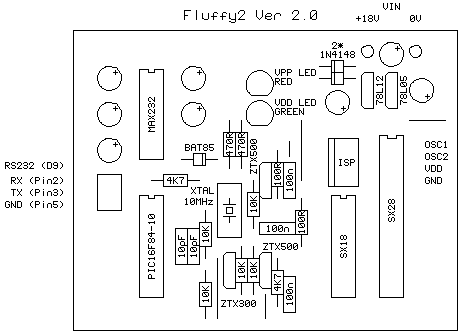 Fluffy2 Ver 2.0
VIN
+18V 0V
2*
1N4148
VPP LED
RED
78L12
78L05
MAX232
VDD LED
GREEN
470R
470R
ZTX500
BAT85
OSC1
OSC2
VDD
GND
ISP
RS232 (D9)
RX (Pin2)
TX (Pin3)
GND (Pin5)
4K7
XTAL
10MHz
10K
100R
100n
SX28
PIC16F84-10
10pF
10pF
10K
100n
100R
ZTX500
SX18
10K
10K
10K
4K7
100n
ZTX300